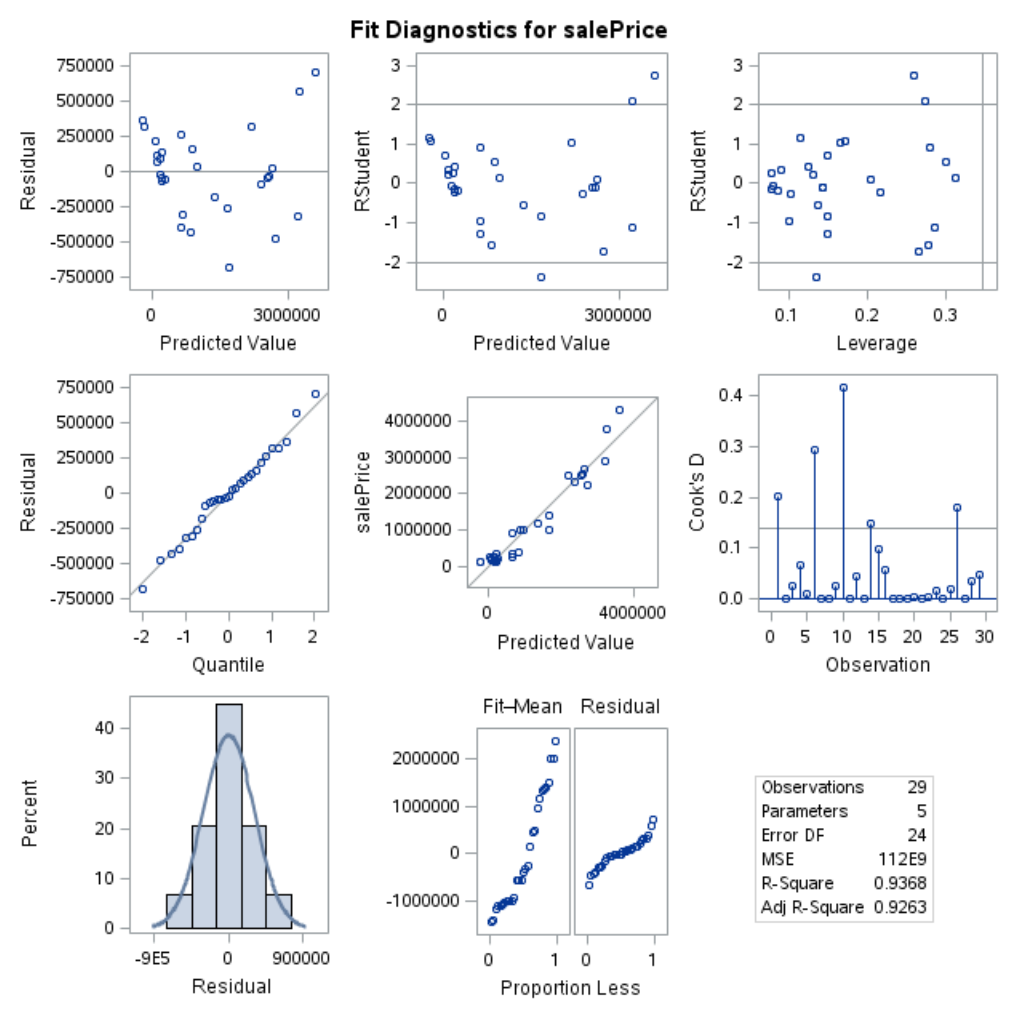 Fit Diagnostics for salePrice
750000
500000
250000
0
-250000
-500000
-750000
Residual
0 3000000
Predicted Value
3
2
1
0
-1
-2
RStudent
0 3000000
Predicted Value
3
2
1
0
-1
-2
RStudent
0.1 0.2 0.3
Leverage
750000
500000
250000
0
-250000
-500000
-750000
Residual
-2 -1 0 1 2
Quantile
4000000
3000000
2000000
1000000
0
salePrice
0 4000000
Predicted Value
0.4
0.3
0.2
0.1
0.0
Cook's D
0 5 10 15 20 25 30
Observation
40
30
20
10
0
Percent
-9E5 0 900000
Residual
Fit–Mean Residual
2000000
1000000
0
-1000000
0 1 0 1
Proportion Less
Observations 29
Parameters 5
Error DF 24
MSE 112E9
R-Square 0.9368
Adj R-Square 0.9263